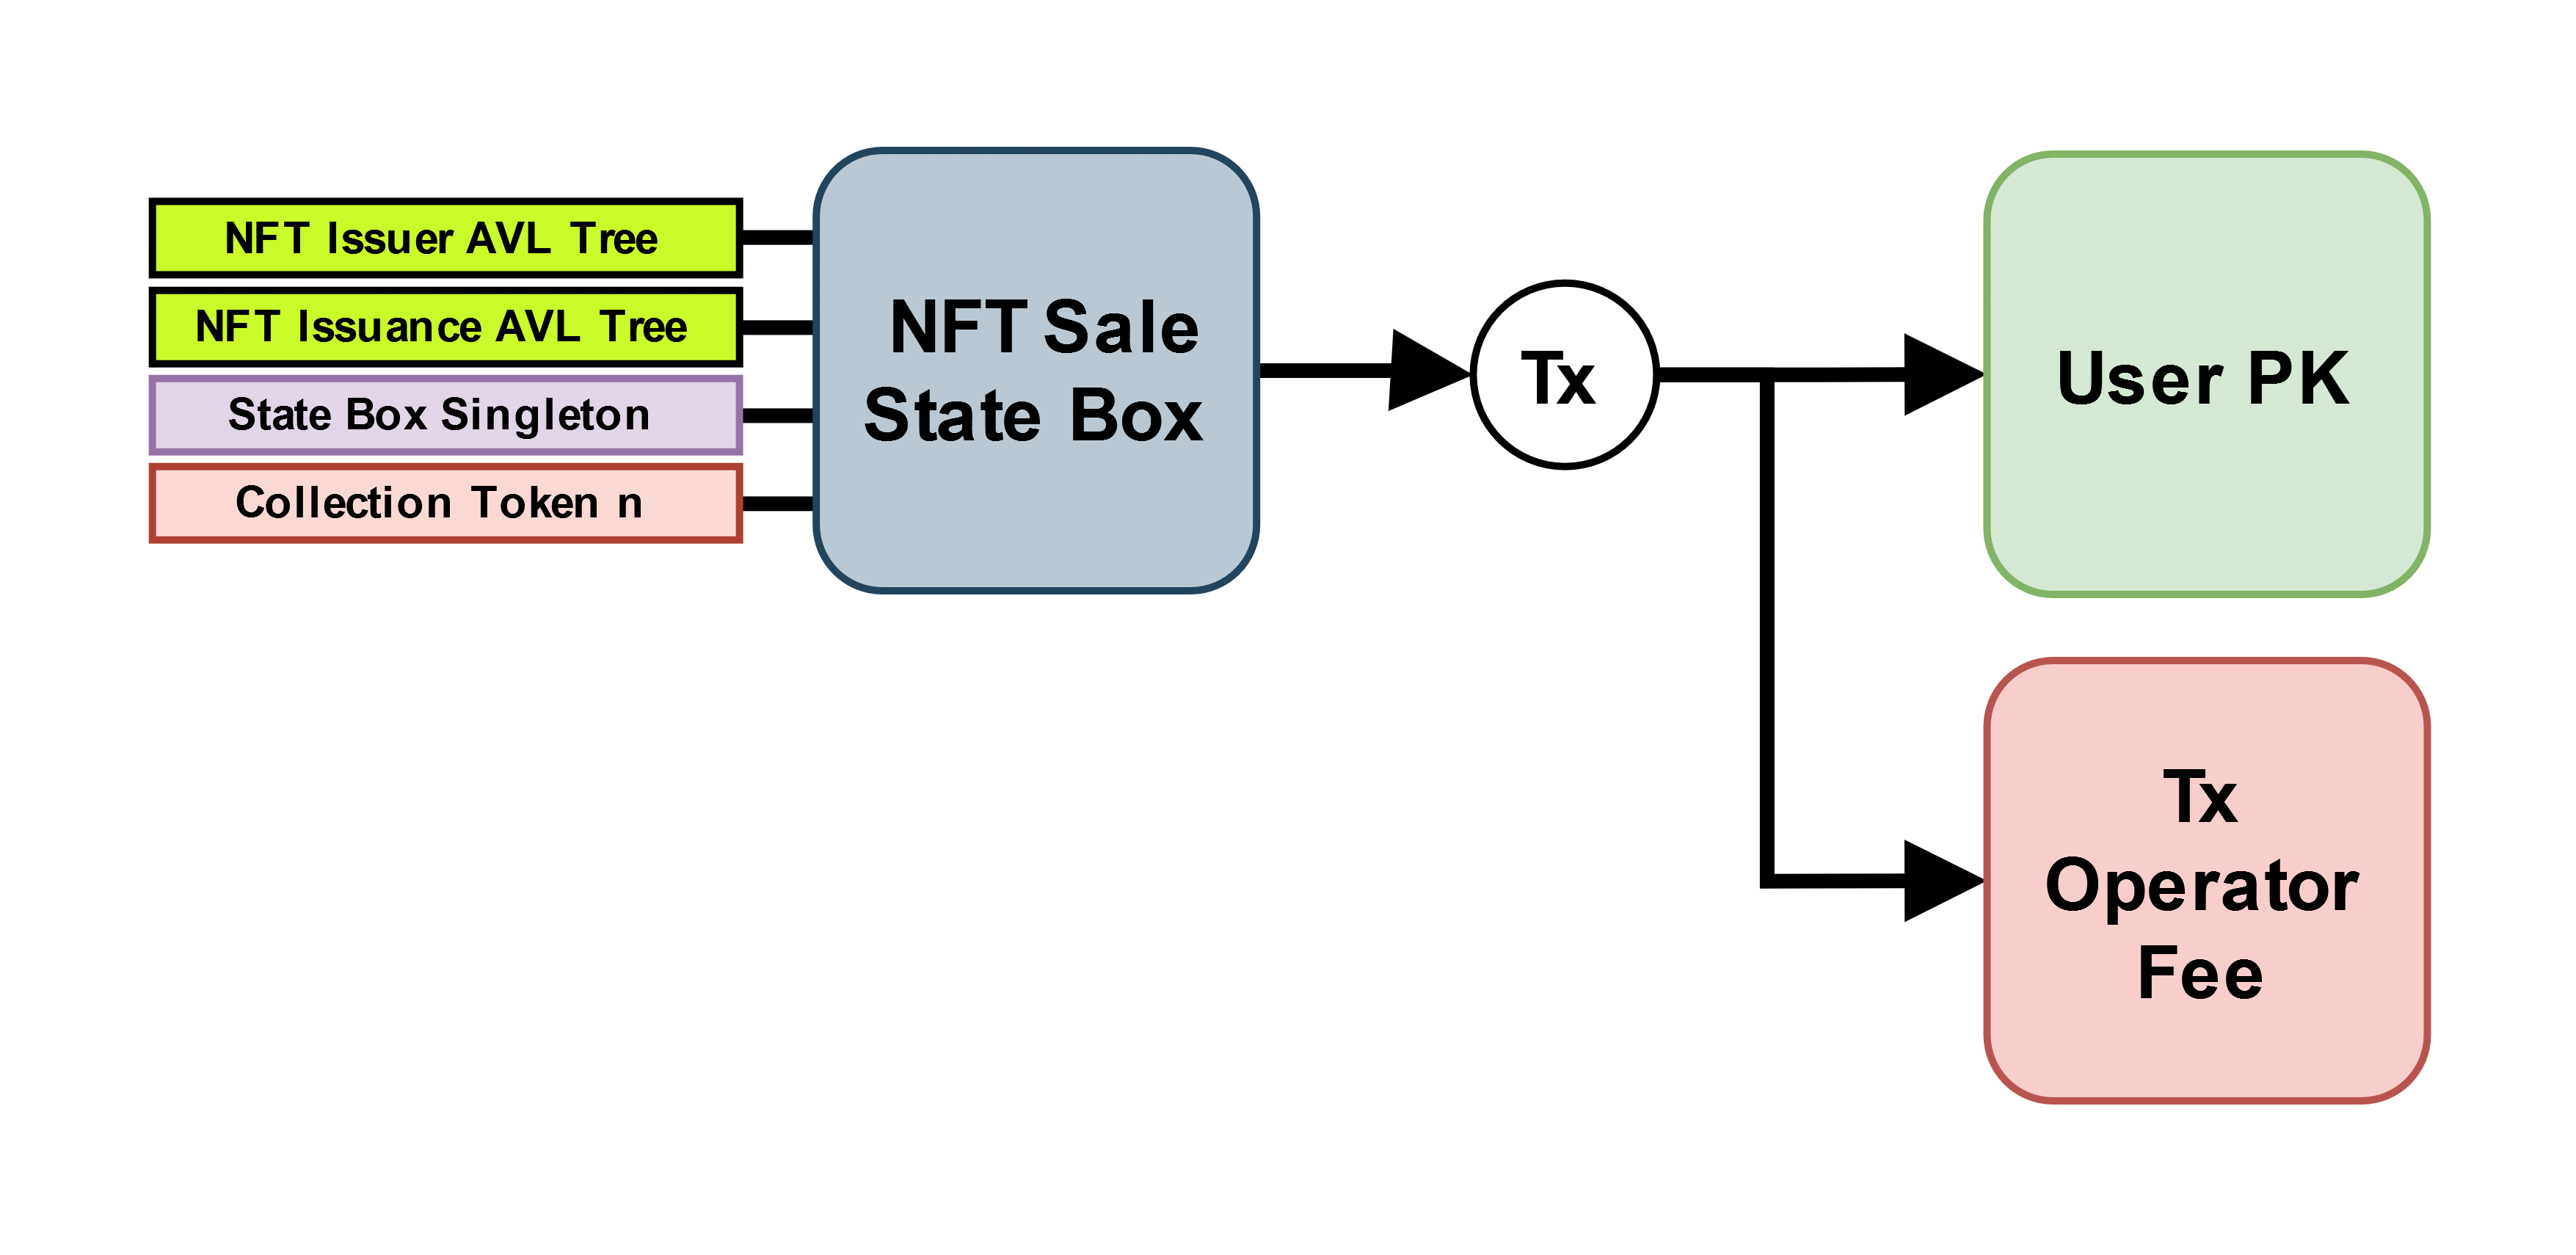 NFT Issuer AVL Tree
NFT Issuance AVL Tree
State Box Singleton
Collection Token n
NFT Sale
State Box
Tx
User PK
Tx
Operator
Fee